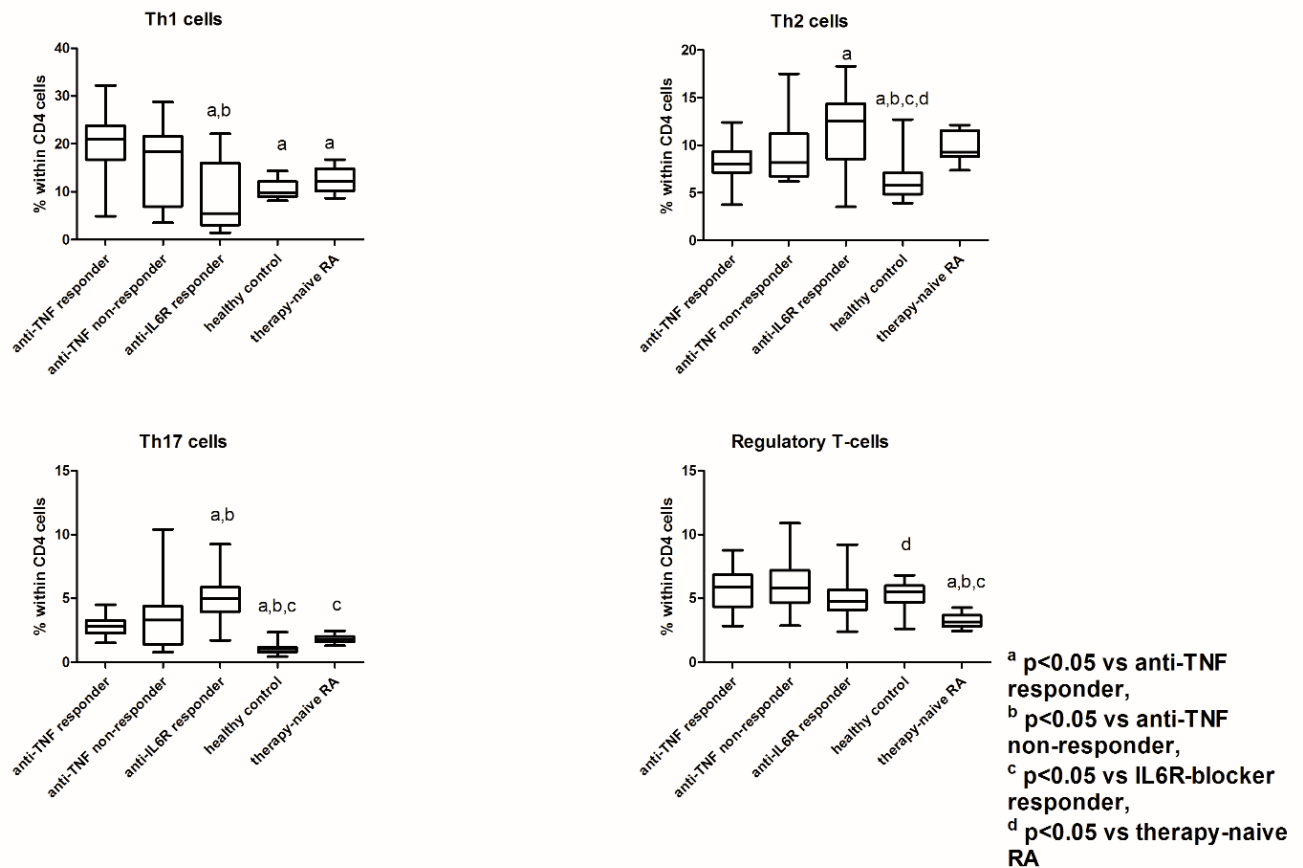 Th1 cells
% within CD4 cells
40
30
20
10
0
a,b
a
a
anti-TNF responder
anti-TNF non-responder
anti-IL6R responder
healthy control
therapy-naive RA
Th2 cells
% within CD4 cells
20
15
10
5
0
a
a,b,c,d
anti-TNF responder
anti-TNF non-responder
anti-IL6R responder
healthy control
therapy-naive RA
Th17 cells
% within CD4 cells
15
10
5
0
a,b
a,b,c
c
anti-TNF responder
anti-TNF non-responder
anti-IL6R responder
healthy control
therapy-naive RA
Regulatory T-cells
% within CD4 cells
15
10
5
0
d
a,b,c
anti-TNF responder
anti-TNF non-responder
anti-IL6R responder
healthy control
therapy-naive RA
a p<0.05 vs anti-TNF
responder,
b p<0.05 vs anti-TNF
non-responder,
c p<0.05 vs IL6R-blocker
responder,
d p<0.05 vs therapy-naive
RA